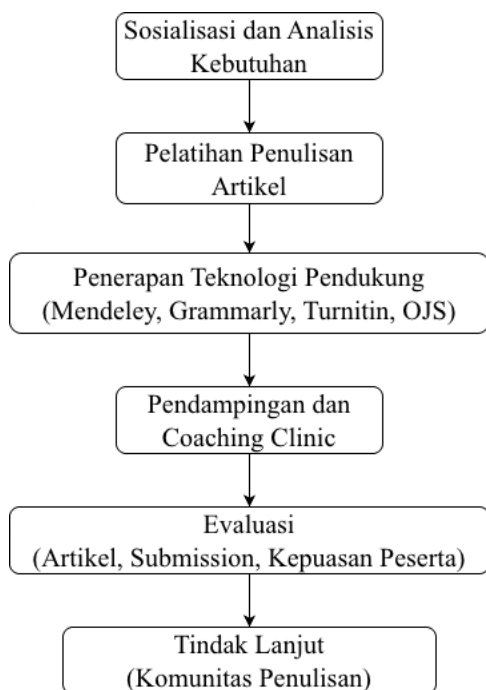 Sosialisasi dan Analisis
Kebutuhan
Pelatihan Penulisan
Artikel
Penerapan Teknologi Pendukung
(Mendeley, Grammarly, Turnitin, OJS)
Pendampingan dan
Coaching Clinic
Evaluasi
(Artikel, Submission, Kepuasan Peserta)
Tindak Lanjut
(Komunitas Penulisan)